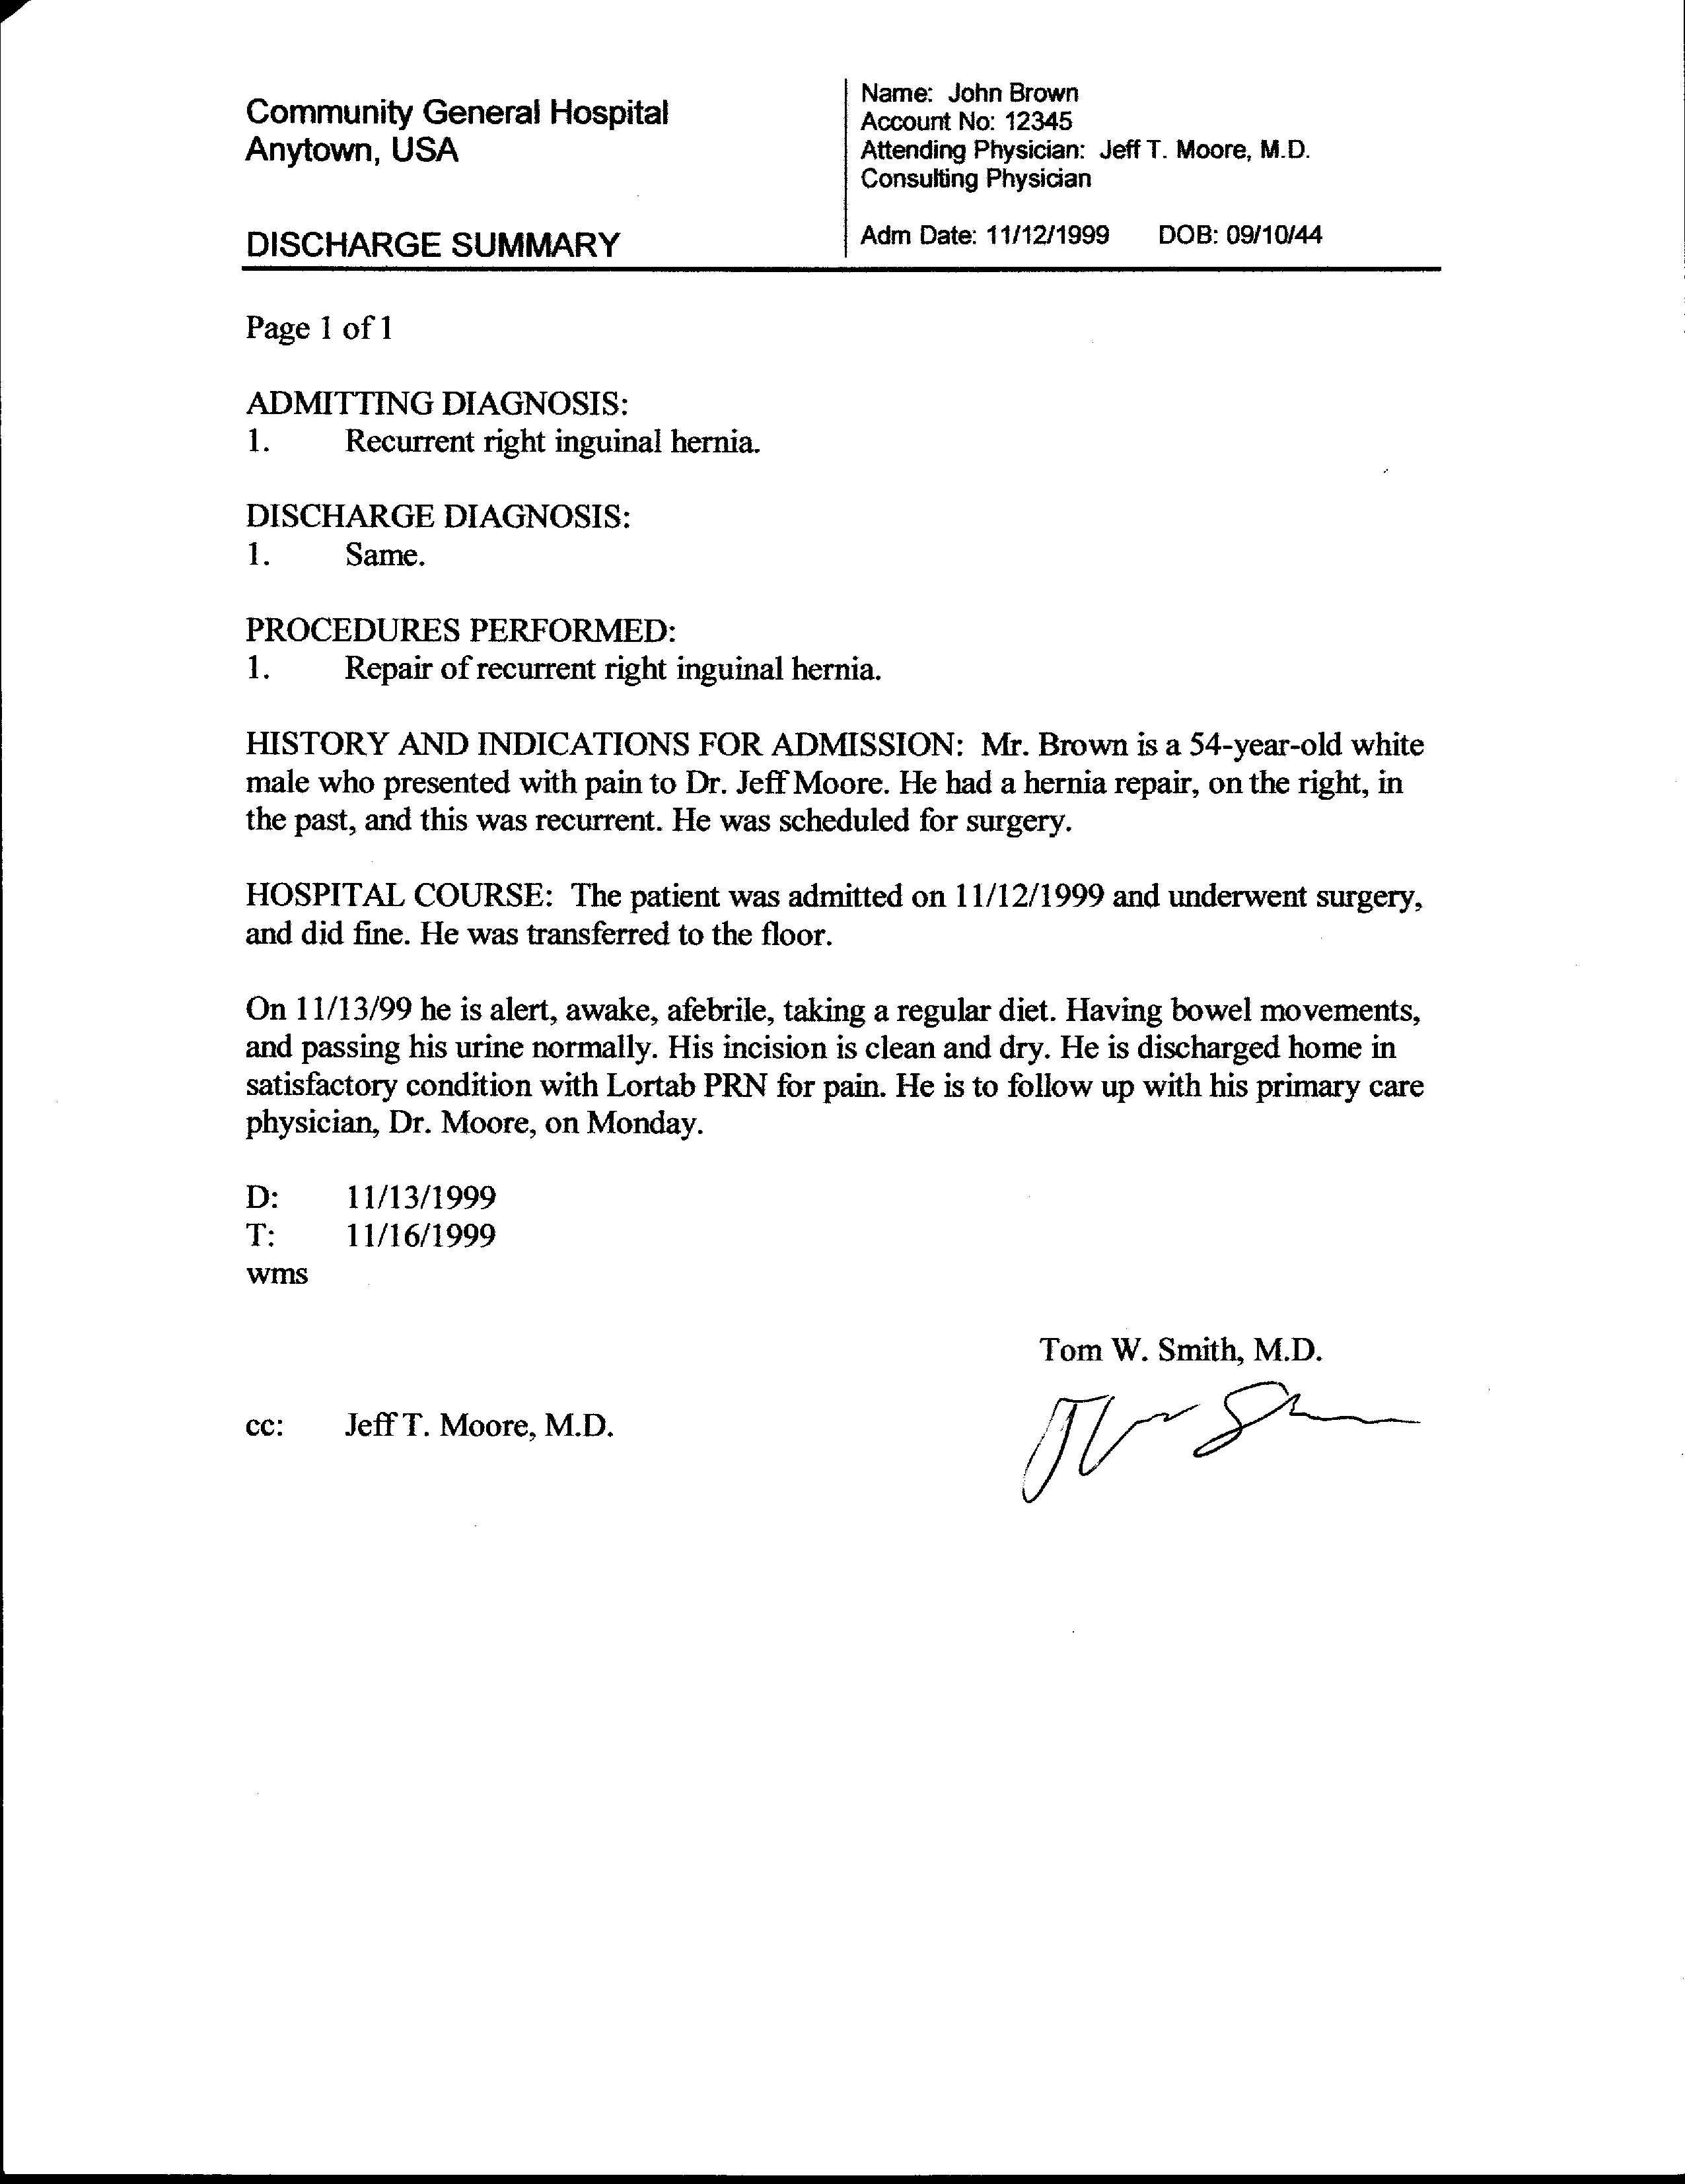 Community General Hospital
Anytown, USA
DISCHARGE SUMMARY
Name: John Brown
Account No: 12345
Attending Physician: Jeff T. Moore, M.D.
Consulting Physician
Adm Date: 11/12/1999 DOB: 09/10/44
Page 1 of 1
ADMITTING DIAGNOSIS:
1. Recurrent right inguinal hernia.
DISCHARGE DIAGNOSIS:
1. Same.
PROCEDURES PERFORMED:
1. Repair of recurrent right inguinal hernia.
HISTORY AND INDICATIONS FOR ADMISSION: Mr. Brown is a 54-year-old white
male who presented with pain to Dr. Jeff Moore. He had a hernia repair, on the right, in
the past, and this was recurrent. He was scheduled for surgery.
HOSPITAL COURSE: The patient was admitted on 11/12/1999 and underwent surgery,
and did fine. He was transferred to the floor.
On 11/13/99 he is alert, awake, afebrile, taking a regular diet. Having bowel movements,
and passing his urine normally. His incision is clean and dry. He is discharged home in
satisfactory condition with Lortab PRN for pain. He is to follow up with his primary care
physician, Dr. Moore, on Monday.
D: 11/13/1999
T: 11/16/1999
wms
Tom W. Smith, M.D.
cc: Jeff T. Moore, M.D.